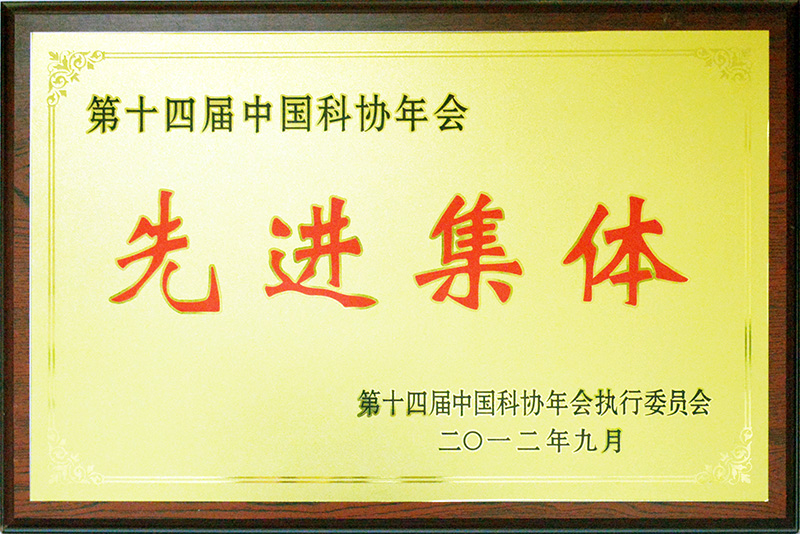 第十四届中国科协年会
先进集体
第十四届中国科协年会执行委员会
二〇一二年九月